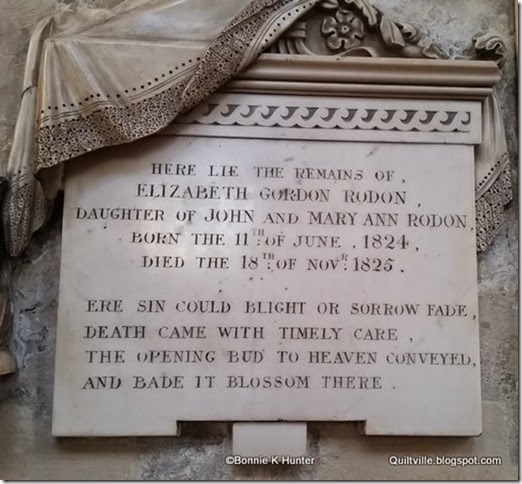 HERE LIE THE REMAINS OF,
ELIZABETH GORDON RODON,
DAUGHTER OF JOHN AND MARY ANN RODON,
BORN THE 11TH: OF JUNE, 1824,
DIED THE 18TH: OF NOVR: 1825.
ERE SIN COULD BLIGHT OR SORROW FADE,
DEATH CAME WITH TIMELY CARE,
THE OPENING BUD TO HEAVEN CONVEYED,
AND BADE IT BLOSSOM THERE.
©Bonnie K Hunter Quiltville.blogspot.com